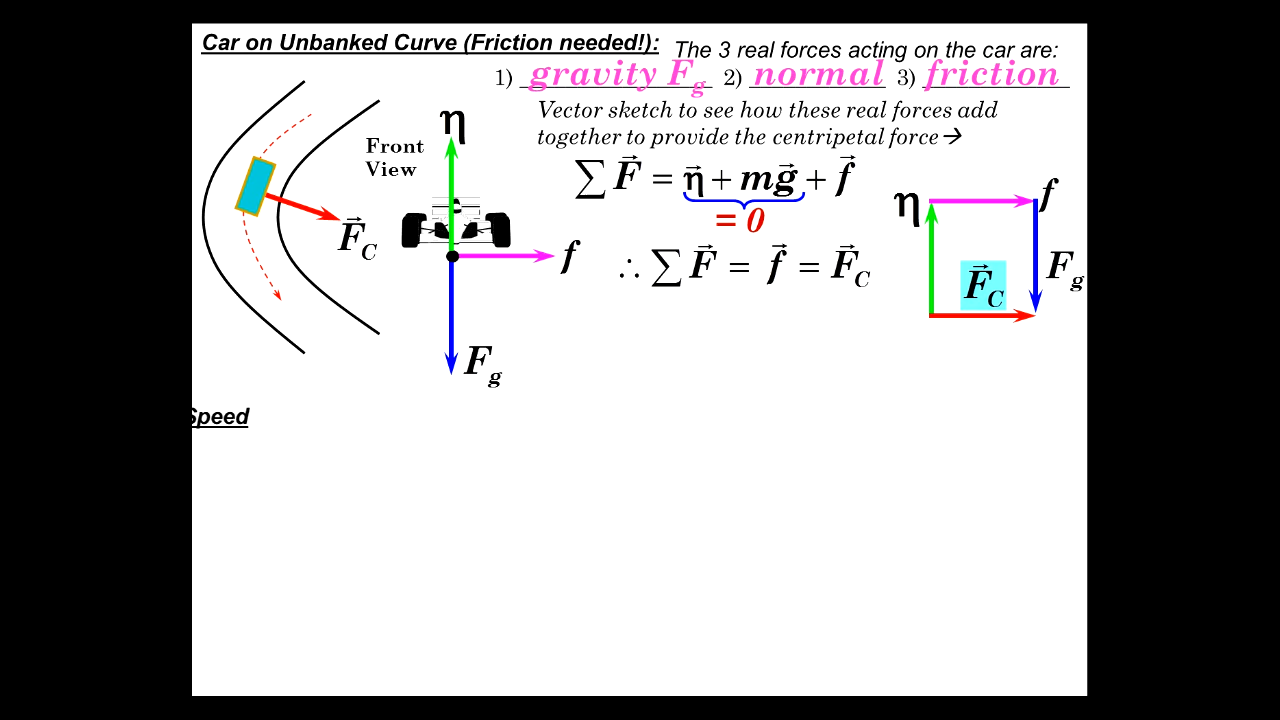 Car on Unbanked Curve (Friction needed!): The 3 real forces acting on the car are:
1) gravity F_g 2) normal 3) friction
Vector sketch to see how these real forces add
together to provide the centripetal force→
Front
View
η
F⃗_C
f
F_g
∑ F⃗ = η⃗ + mg⃗ + f⃗
= 0
∴ ∑ F⃗ = f⃗ = F⃗_C
η
f
F⃗_C
F_g
Speed